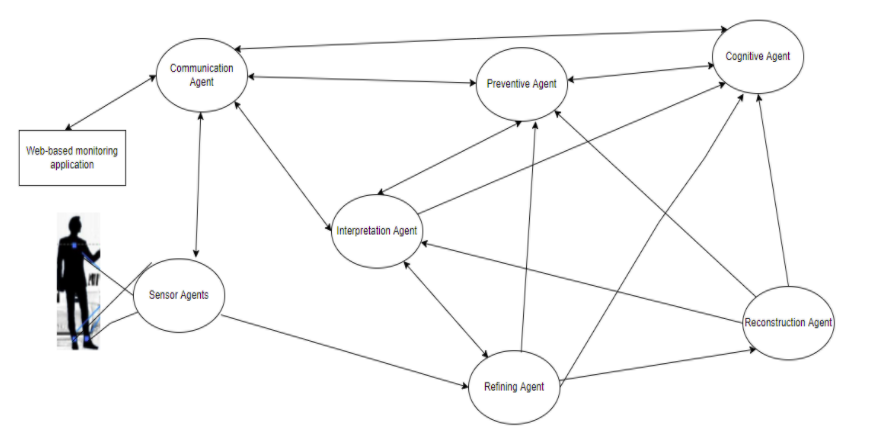 Communication
Agent
Cognitive Agent
Preventive Agent
Web-based monitoring
application
Interpretation Agent
Sensor Agents
Reconstruction Agent
Refining Agent